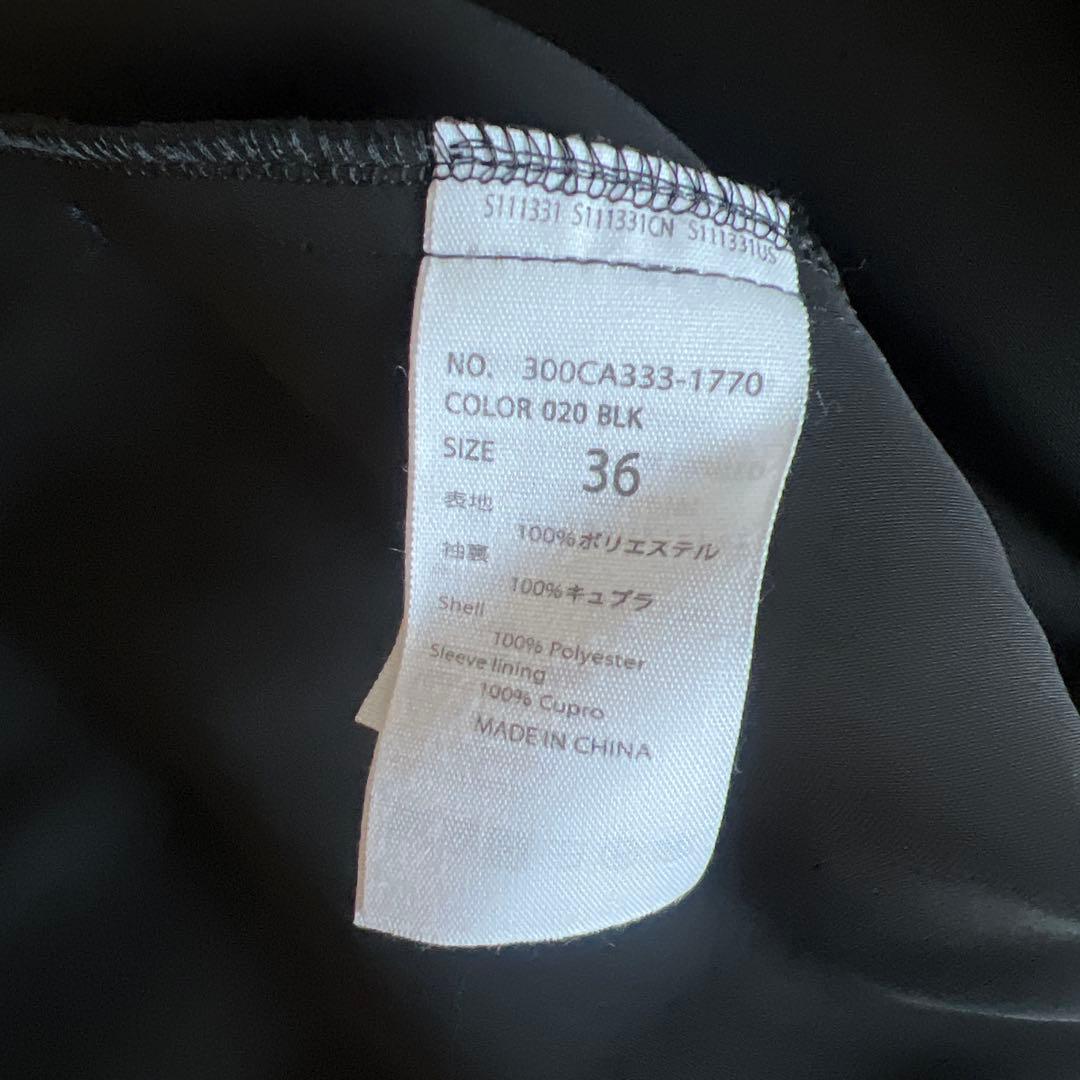 S111331 S111331CN S111331US
NO. 300CA333-1770
COLOR 020 BLK
SIZE 36
表地
100%ポリエステル
袖裏
100%キュプラ
Shell
100% Polyester
Sleeve lining
100% Cupro
MADE IN CHINA